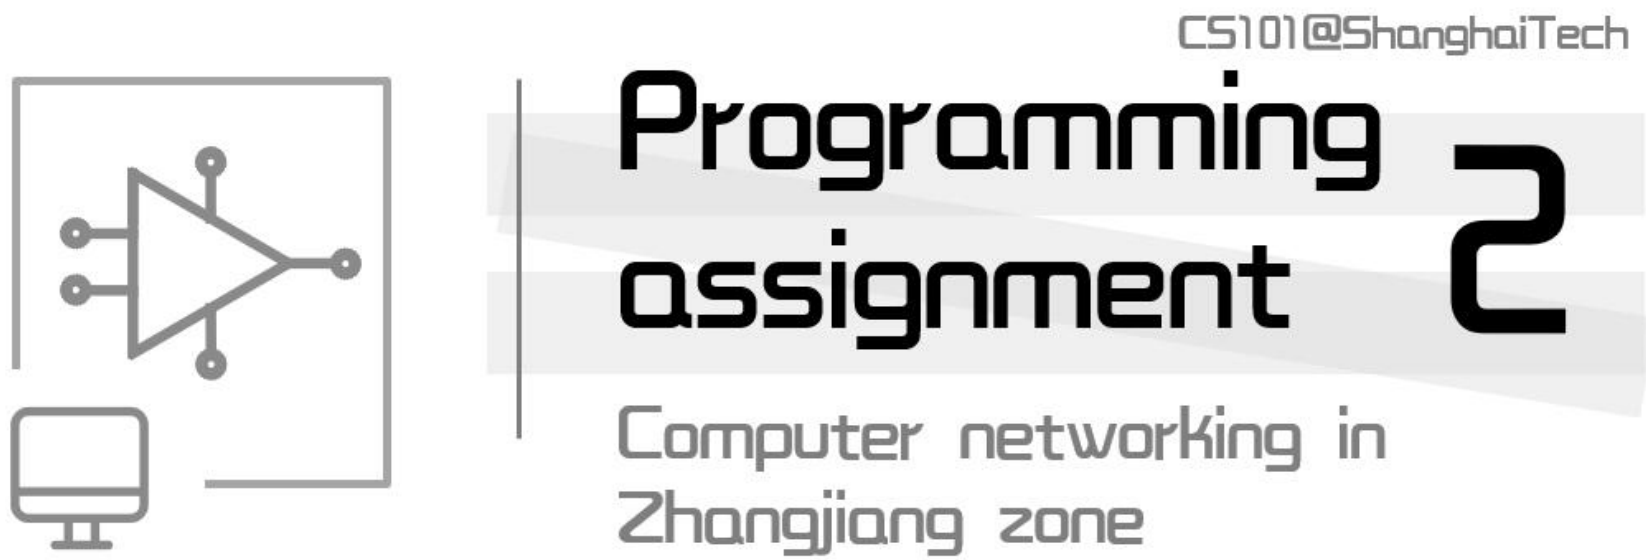 CS101@ShanghaiTech
Programming
assignment 2
Computer networking in
Zhangjiang zone